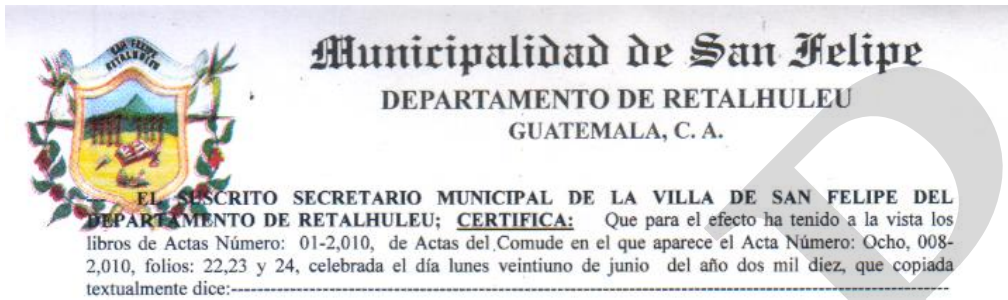 SAN FELIPE
RETALHULEU
Municipalidad de San Felipe
DEPARTAMENTO DE RETALHULEU
GUATEMALA, C. A.
EL SUSCRITO SECRETARIO MUNICIPAL DE LA VILLA DE SAN FELIPE DEL
DEPARTAMENTO DE RETALHULEU; CERTIFICA: Que para el efecto ha tenido a la vista los
libros de Actas Número: 01-2,010, de Actas del Comude en el que aparece el Acta Número: Ocho, 008-
2,010, folios: 22,23 y 24, celebrada el día lunes veintiuno de junio del año dos mil diez, que copiada
textualmente dice:---------------------------------------------------------------------------------------------------